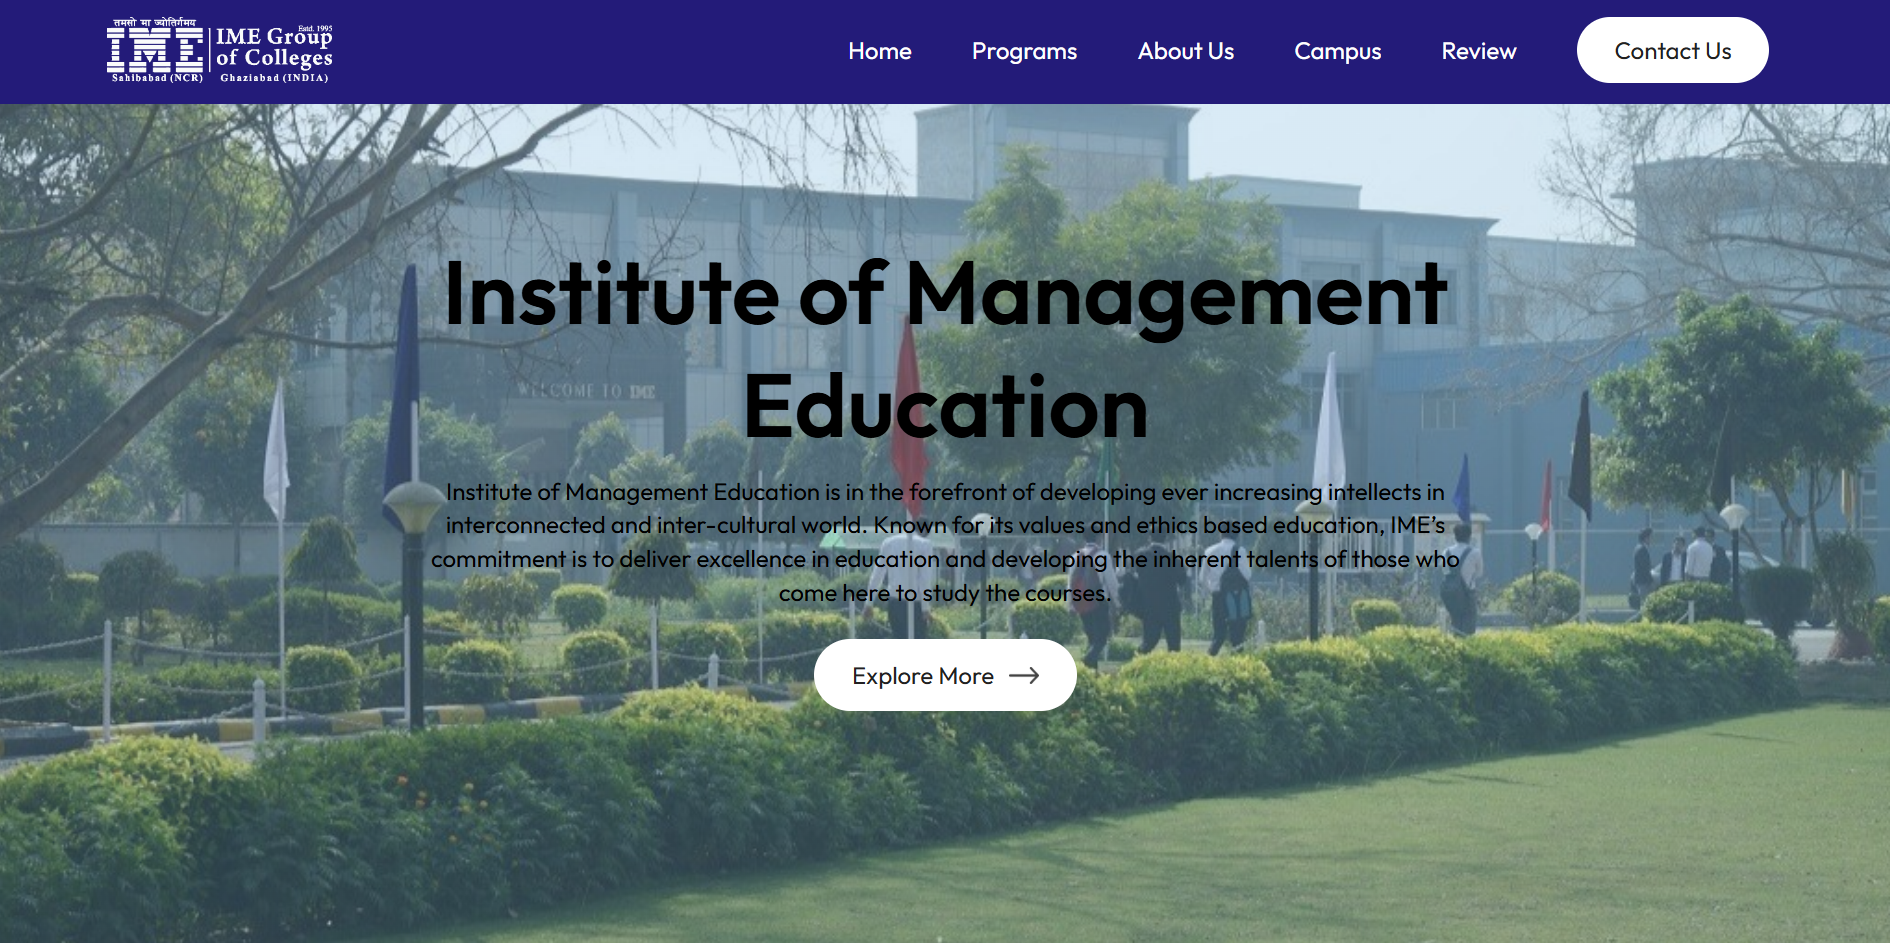 तमसो मा ज्योतिर्गमय
IME
Estd. 1995
IME Group
of Colleges
Sahibabad (NCR) Ghaziabad (INDIA)
Home Programs About Us Campus Review Contact Us
WELCOME TO IME
Institute of Management
Education
Institute of Management Education is in the forefront of developing ever increasing intellects in
interconnected and inter-cultural world. Known for its values and ethics based education, IME’s
commitment is to deliver excellence in education and developing the inherent talents of those who
come here to study the courses.
Explore More